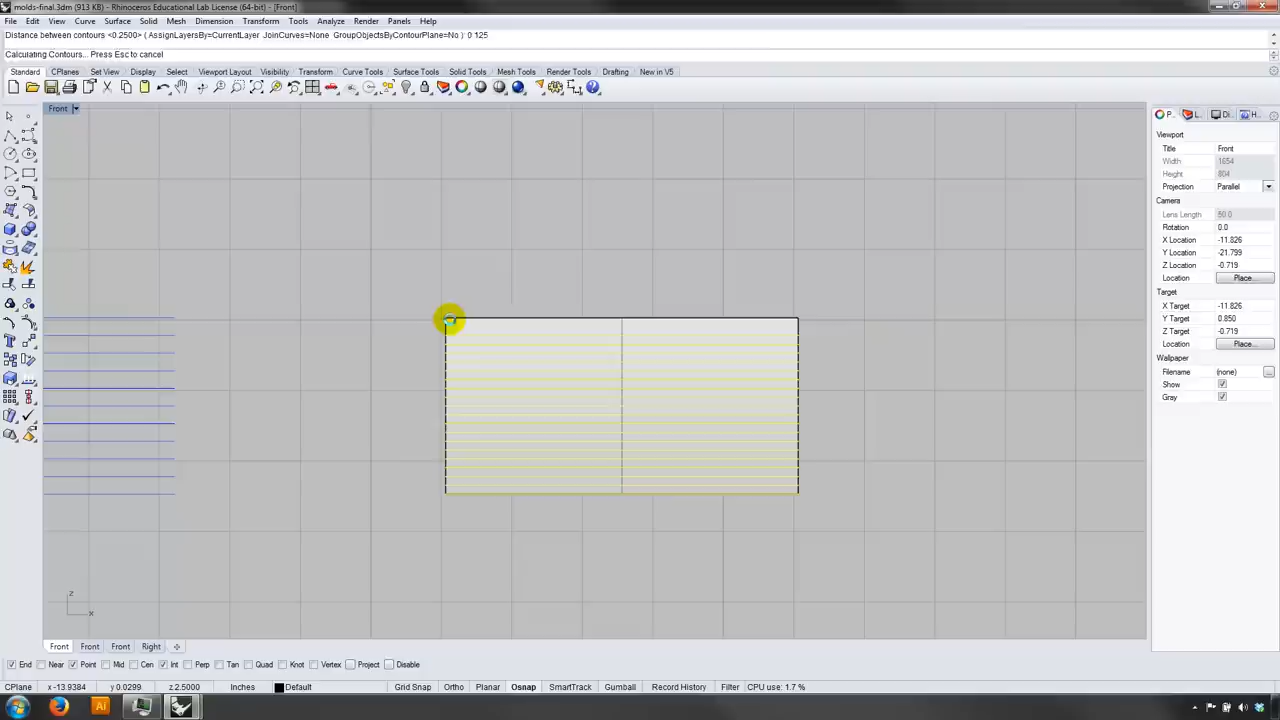 molds-final.3dm (913 KB) - Rhinoceros Educational Lab License (64-bit) - [Front]
File Edit View Curve Surface Solid Mesh Dimension Transform Tools Analyze Render Panels Help
Distance between contours <0.2500> ( AssignLayersBy=CurrentLayer JoinCurves=None GroupObjectsByContourPlane=No ): 0.125
Calculating Contours... Press Esc to cancel
Standard CPlanes Set View Display Select Viewport Layout Visibility Transform Curve Tools Surface Tools Solid Tools Mesh Tools Render Tools Drafting New in V5
Front
P... L... Di... H...
Viewport
Title Front
Width 1654
Height 804
Projection Parallel
Camera
Lens Length 50.0
Rotation 0.0
X Location -11.826
Y Location -21.799
Z Location -0.719
Location Place...
Target
X Target -11.826
Y Target 0.850
Z Target -0.719
Location Place...
Wallpaper
Filename (none) ...
Show
Gray
z
x
Front Front Front Right
End Near Point Mid Cen Int Perp Tan Quad Knot Vertex Project Disable
CPlane x -13.9384 y 0.0299 z 2.5000 Inches Default Grid Snap Ortho Planar Osnap SmartTrack Gumball Record History Filter CPU use: 1.7 %
Ai